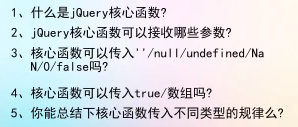 1、什么是jQuery核心函数?
2、jQuery核心函数可以接收哪些参数?
3、核心函数可以传入''/null/undefined/Na
N/0/false吗?
4、核心函数可以传入true/数组吗?
5、你能总结下核心函数传入不同类型的规律么?